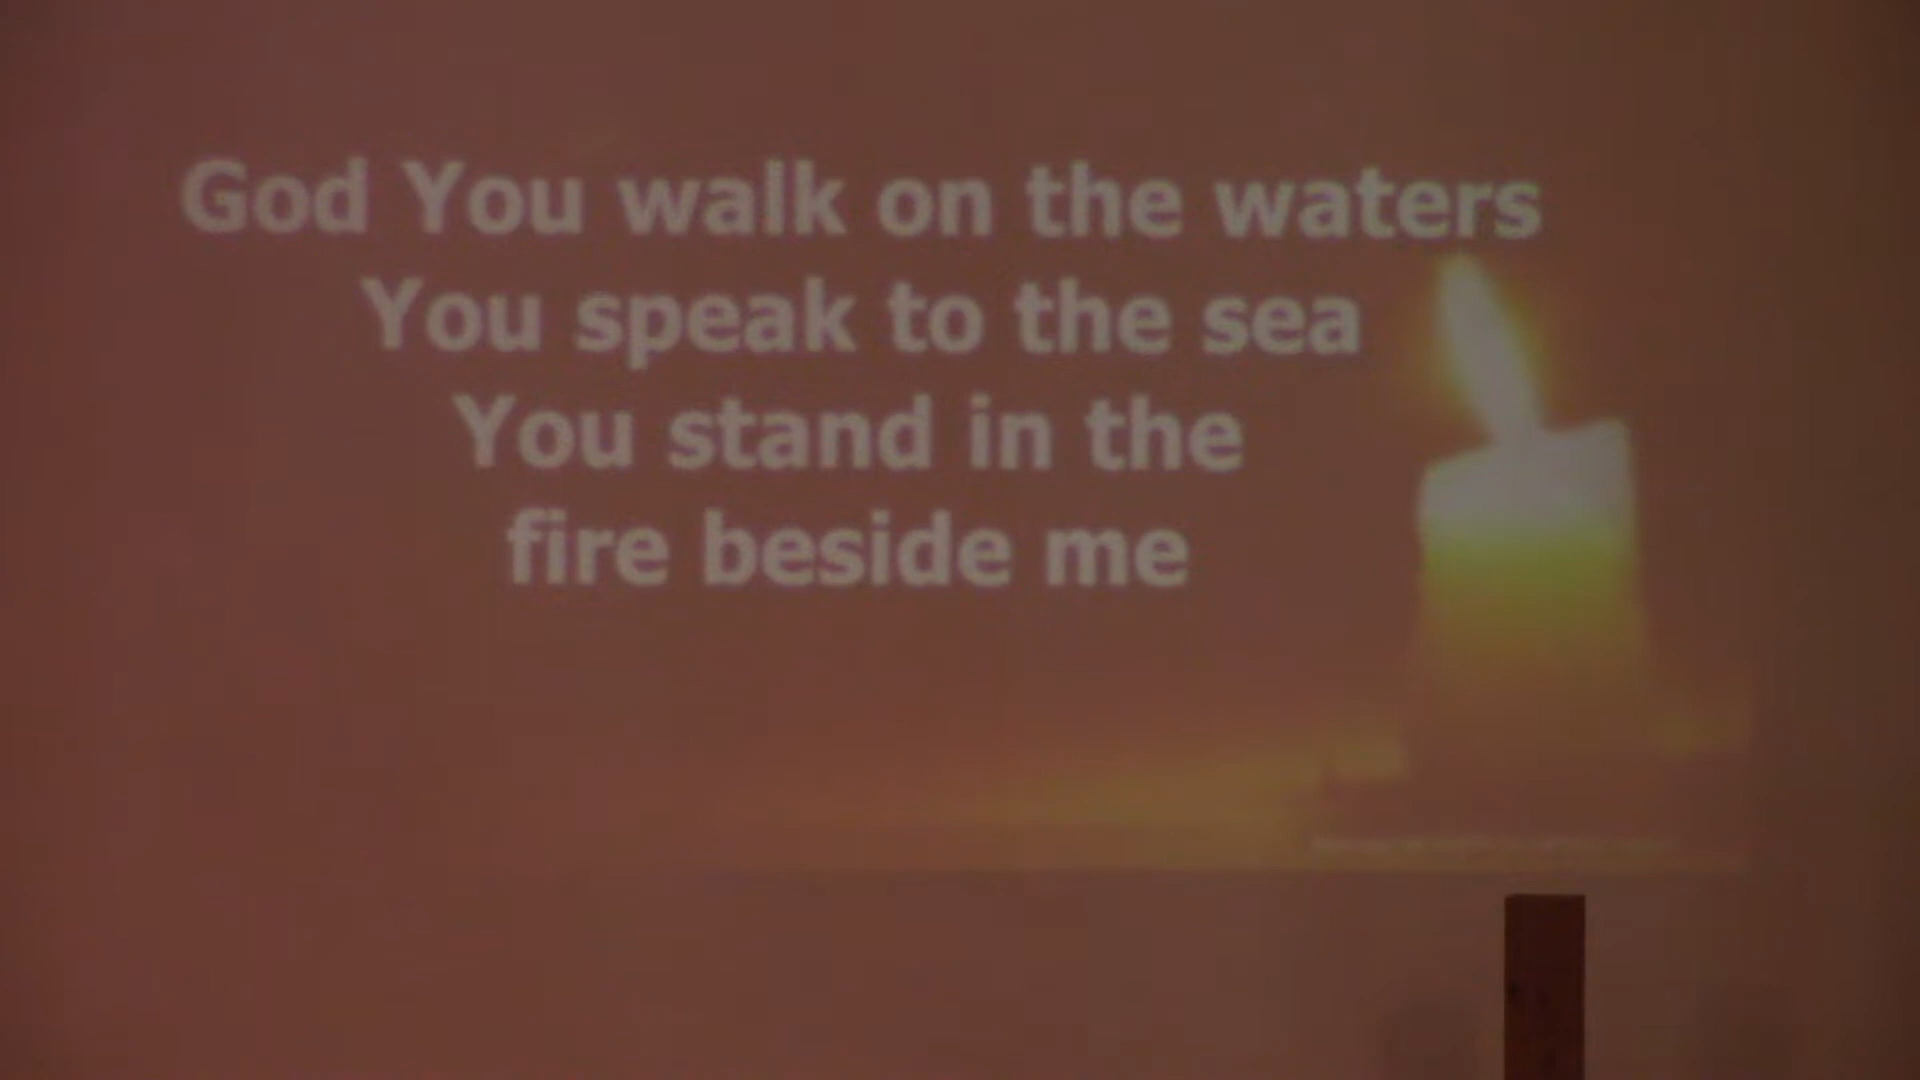 God You walk on the waters
You speak to the sea
You stand in the
fire beside me